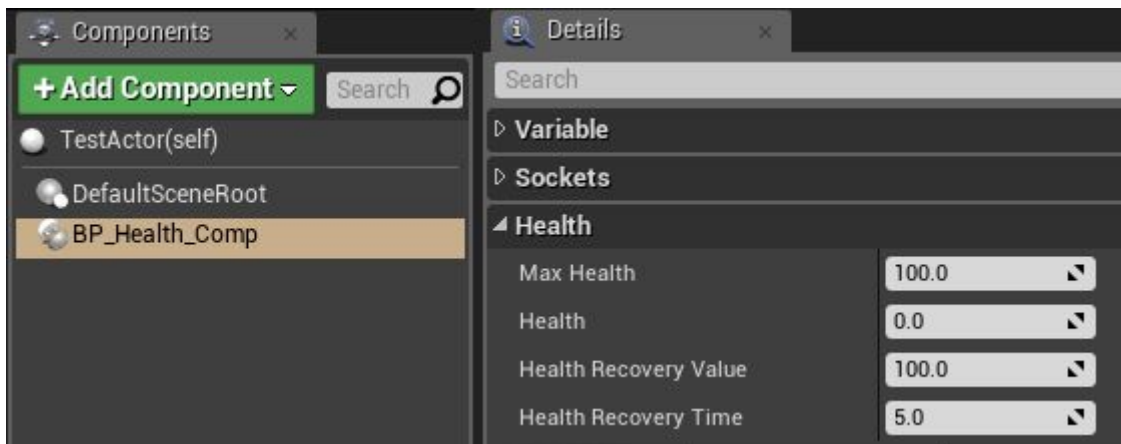 Components
+ Add Component
Search
TestActor(self)
DefaultSceneRoot
BP_Health_Comp
Details
Search
Variable
Sockets
Health
Max Health 100.0
Health 0.0
Health Recovery Value 100.0
Health Recovery Time 5.0